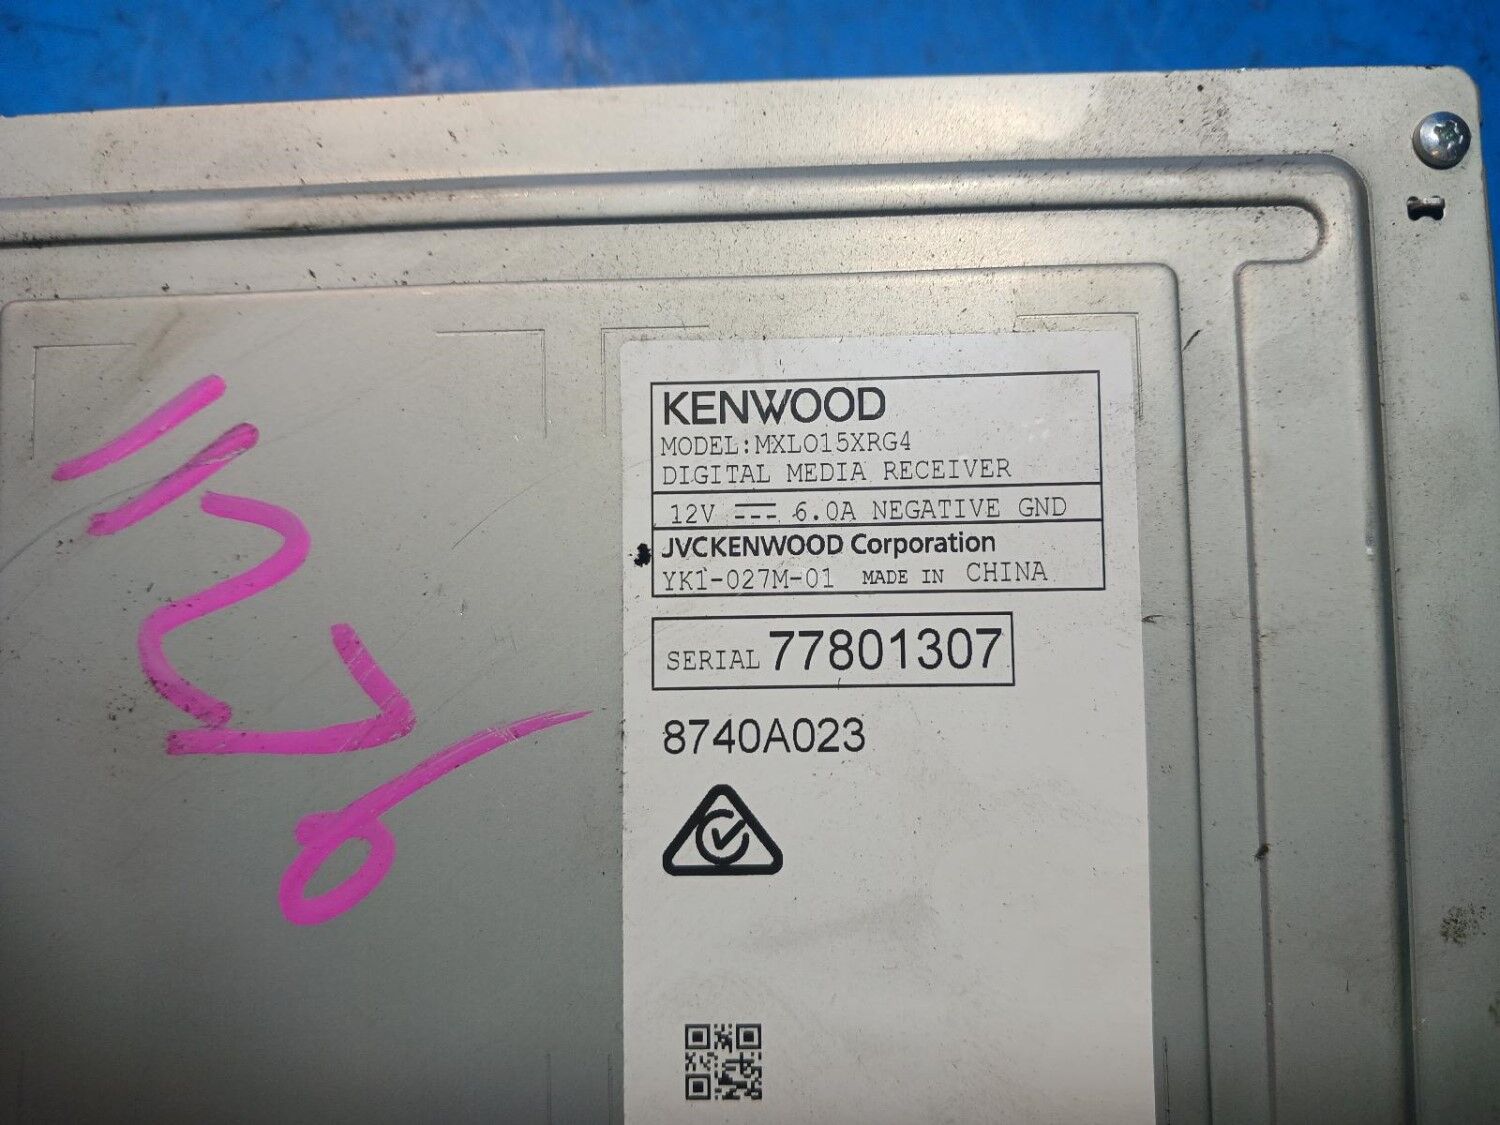 KENWOOD
MODEL:MXLO15XRG4
DIGITAL MEDIA RECEIVER
12V 6.0A NEGATIVE GND
JVCKENWOOD Corporation
YK1-027M-01 MADE IN CHINA
SERIAL 77801307
8740A023